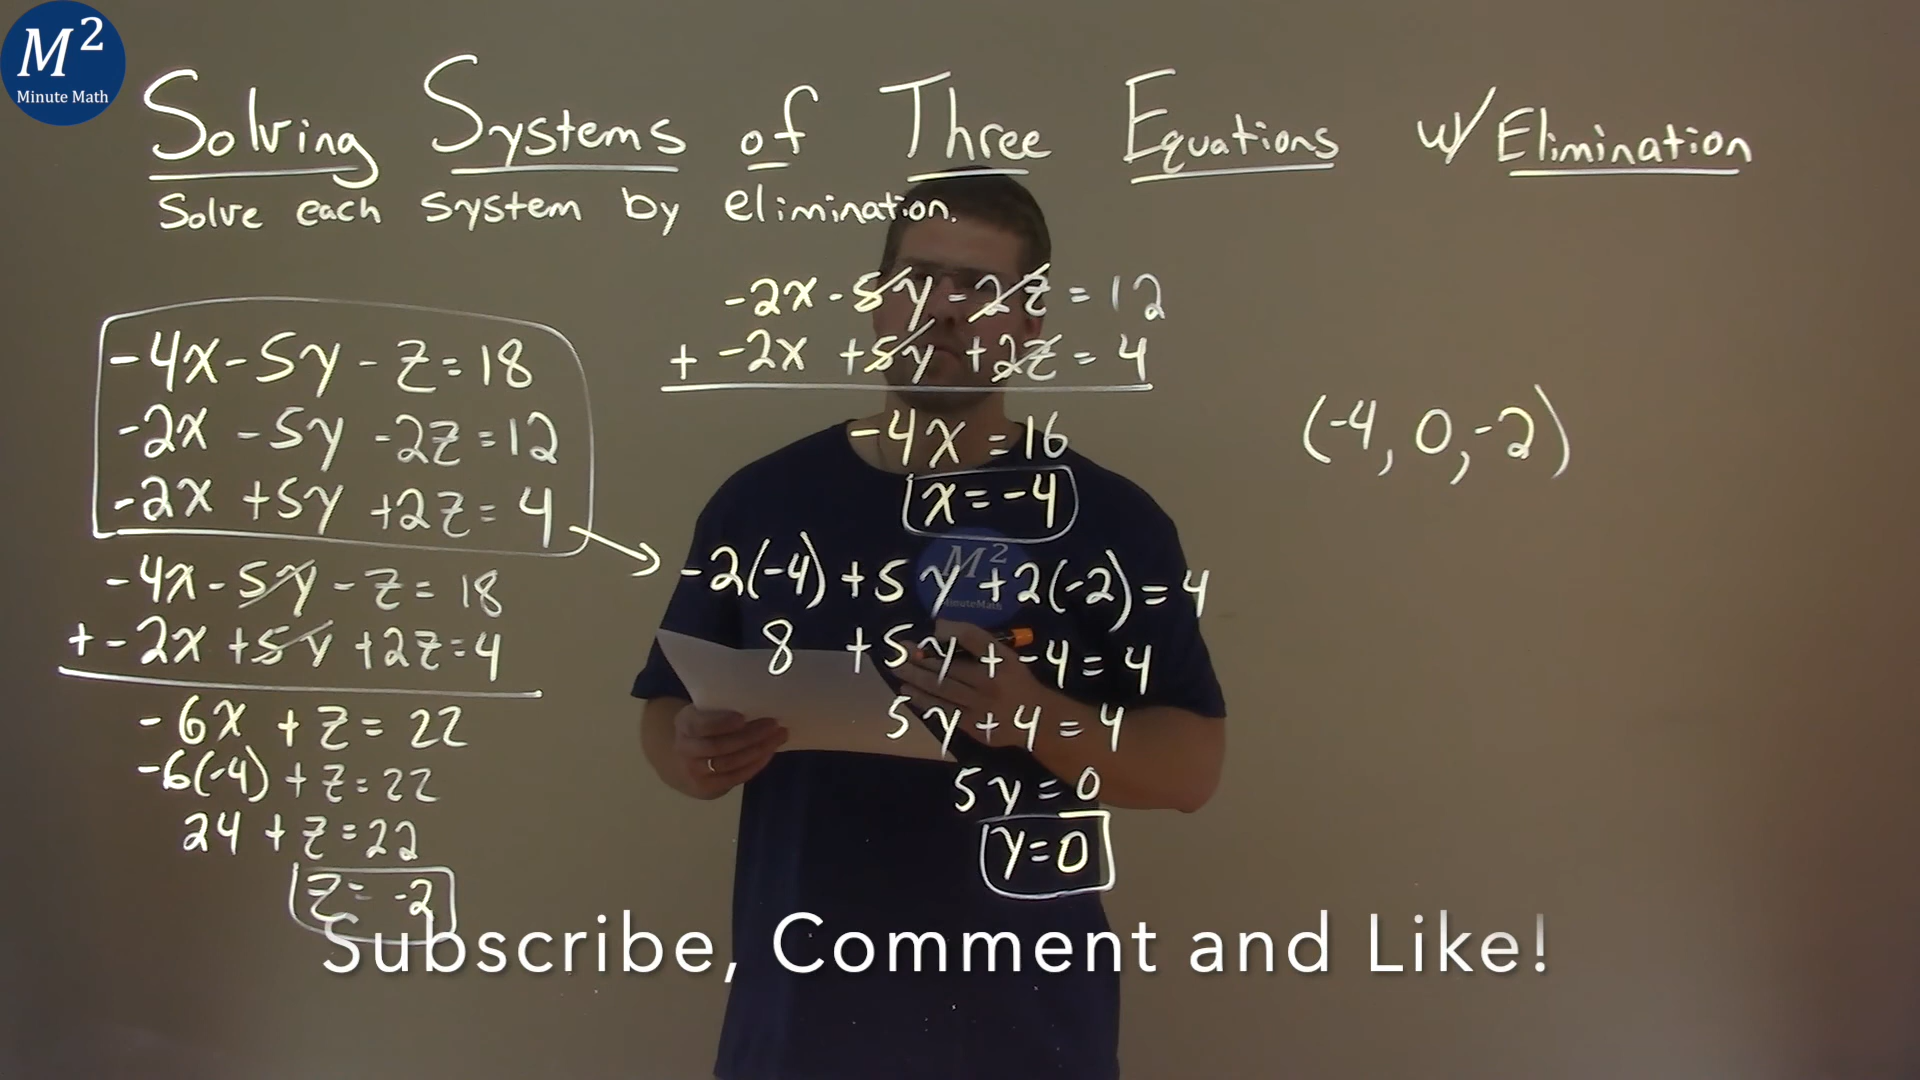 M²
Minute Math
Solving Systems of Three Equations w/ Elimination
Solve each system by elimination.
-4x-5y-z=18
-2x-5y-2z=12
-2x+5y+2z=4
-4x-5y-z=18
+-2x+5y+2z=4
-6x+z=22
-6(-4)+z=22
24+z=22
z=-2
-2x-5y-2z=12
+-2x+5y+2z=4
-4x=16
x=-4
-2(-4)+5y+2(-2)=4
8+5y+-4=4
5y+4=4
5y=0
y=0
(-4,0,-2)
M²
MinuteMath
Subscribe, Comment and Like!